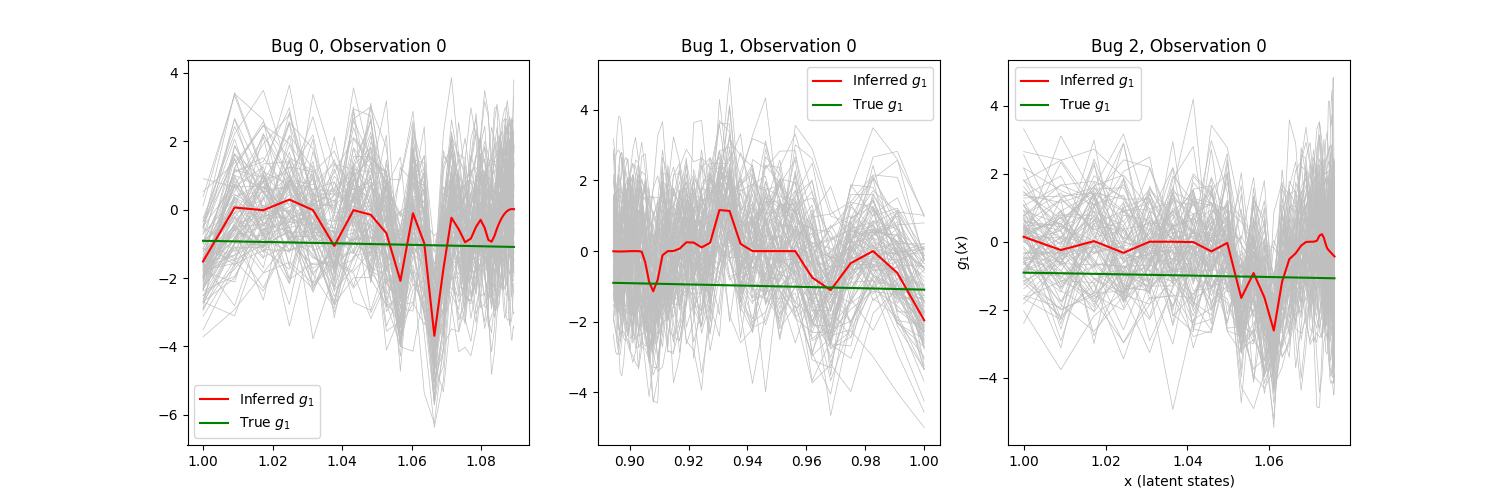 Bug 0, Observation 0
4
2
0
−2
−4
−6
Inferred g₁
True g₁
1.00 1.02 1.04 1.06 1.08
Bug 1, Observation 0
Inferred g₁
True g₁
4
2
0
−2
−4
0.90 0.92 0.94 0.96 0.98 1.00
Bug 2, Observation 0
Inferred g₁
True g₁
g₁(x)
4
2
0
−2
−4
1.00 1.02 1.04 1.06
x (latent states)